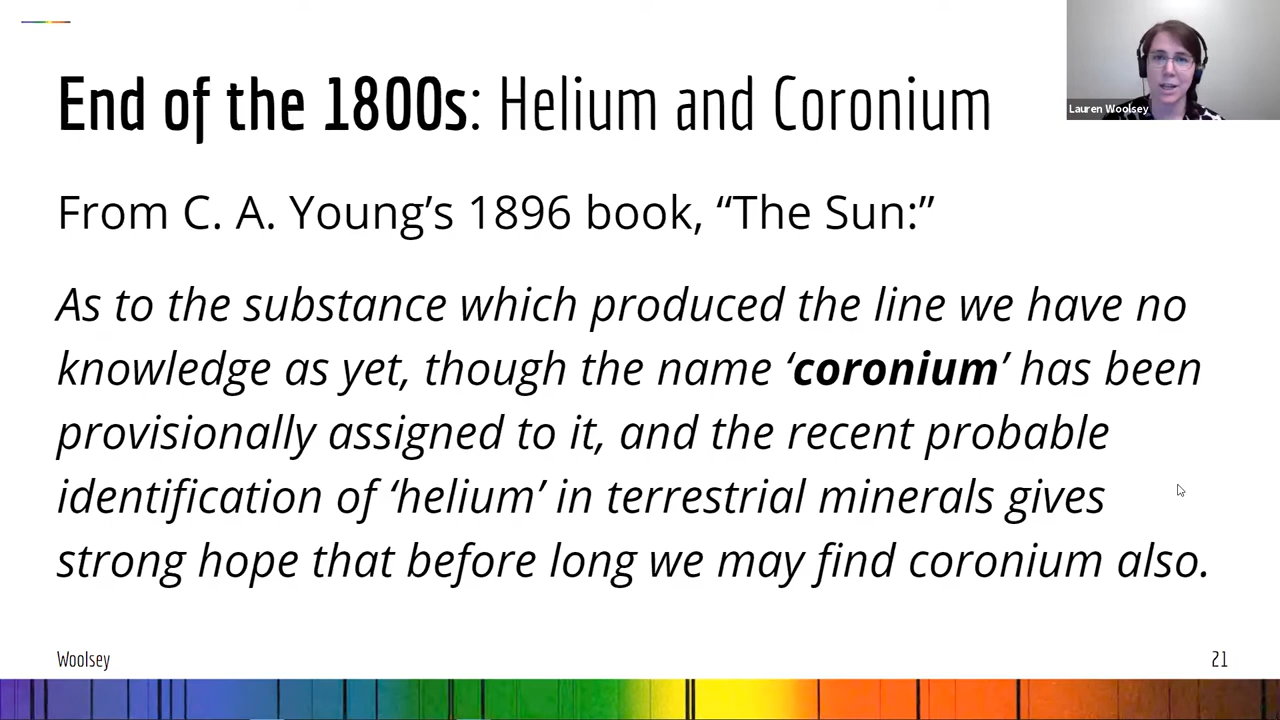 End of the 1800s: Helium and Coronium
Lauren Woolsey
From C. A. Young’s 1896 book, “The Sun:”
As to the substance which produced the line we have no
knowledge as yet, though the name ‘coronium’ has been
provisionally assigned to it, and the recent probable
identification of ‘helium’ in terrestrial minerals gives
strong hope that before long we may find coronium also.
Woolsey
21